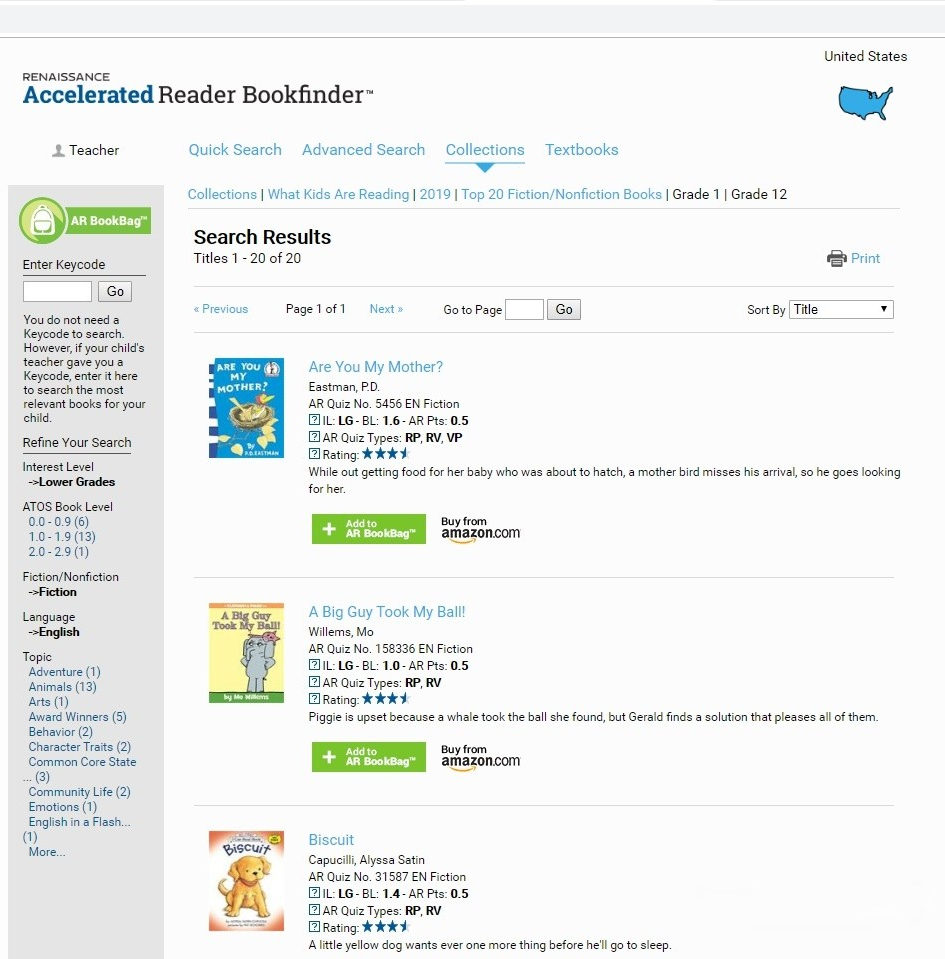 United States
RENAISSANCE
Accelerated Reader Bookfinder™
Teacher
Quick Search Advanced Search Collections Textbooks
Collections | What Kids Are Reading | 2019 | Top 20 Fiction/Nonfiction Books | Grade 1 | Grade 12
AR BookBag™
Enter Keycode
Go
You do not need a
Keycode to search.
However, if your child's
teacher gave you a
Keycode, enter it here
to search the most
relevant books for your
child.
Refine Your Search
Interest Level
->Lower Grades
ATOS Book Level
0.0 - 0.9 (6)
1.0 - 1.9 (13)
2.0 - 2.9 (1)
Fiction/Nonfiction
->Fiction
Language
->English
Topic
Adventure (1)
Animals (13)
Arts (1)
Award Winners (5)
Behavior (2)
Character Traits (2)
Common Core State
... (3)
Community Life (2)
Emotions (1)
English in a Flash...
(1)
More...
Search Results
Titles 1 - 20 of 20
Print
« Previous Page 1 of 1 Next » Go to Page Go Sort By Title
ARE YOU
MY
MOTHER?
By
P.D. EASTMAN
Are You My Mother?
Eastman, P.D.
AR Quiz No. 5456 EN Fiction
? IL: LG - BL: 1.6 - AR Pts: 0.5
? AR Quiz Types: RP, RV, VP
? Rating:
While out getting food for her baby who was about to hatch, a mother bird misses his arrival, so he goes looking
for her.
+ Add to
AR BookBag™
Buy from
amazon.com
A Big Guy
Took My Ball!
by Mo Willems
A Big Guy Took My Ball!
Willems, Mo
AR Quiz No. 158336 EN Fiction
? IL: LG - BL: 1.0 - AR Pts: 0.5
? AR Quiz Types: RP, RV
? Rating:
Piggie is upset because a whale took the ball she found, but Gerald finds a solution that pleases all of them.
+ Add to
AR BookBag™
Buy from
amazon.com
Biscuit
Biscuit
Capucilli, Alyssa Satin
AR Quiz No. 31587 EN Fiction
? IL: LG - BL: 1.4 - AR Pts: 0.5
? AR Quiz Types: RP, RV
? Rating:
A little yellow dog wants ever one more thing before he'll go to sleep.